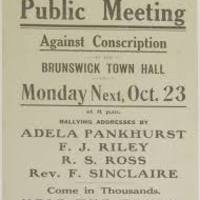 Public Meeting
Against Conscription
BRUNSWICK TOWN HALL
Monday Next, Oct. 23
at 8 p.m.
RALLYING ADDRESSES BY
ADELA PANKHURST
F. J. RILEY
R. S. ROSS
Rev. F. SINCLAIRE
Come in Thousands.